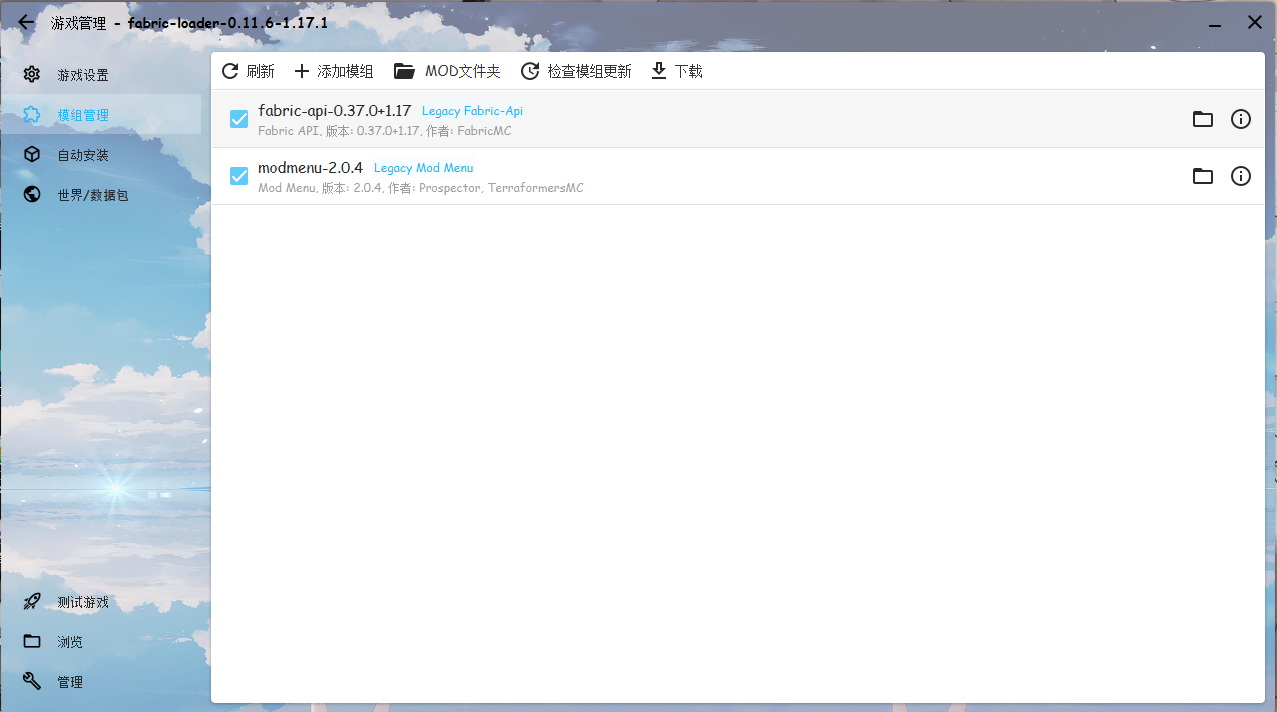 游戏管理 - fabric-loader-0.11.6-1.17.1
游戏设置
模组管理
自动安装
世界/数据包
刷新 添加模组 MOD文件夹 检查模组更新 下载
fabric-api-0.37.0+1.17 Legacy Fabric-Api
Fabric API, 版本: 0.37.0+1.17, 作者: FabricMC
modmenu-2.0.4 Legacy Mod Menu
Mod Menu, 版本: 2.0.4, 作者: Prospector, TerraformersMC
测试游戏
浏览
管理